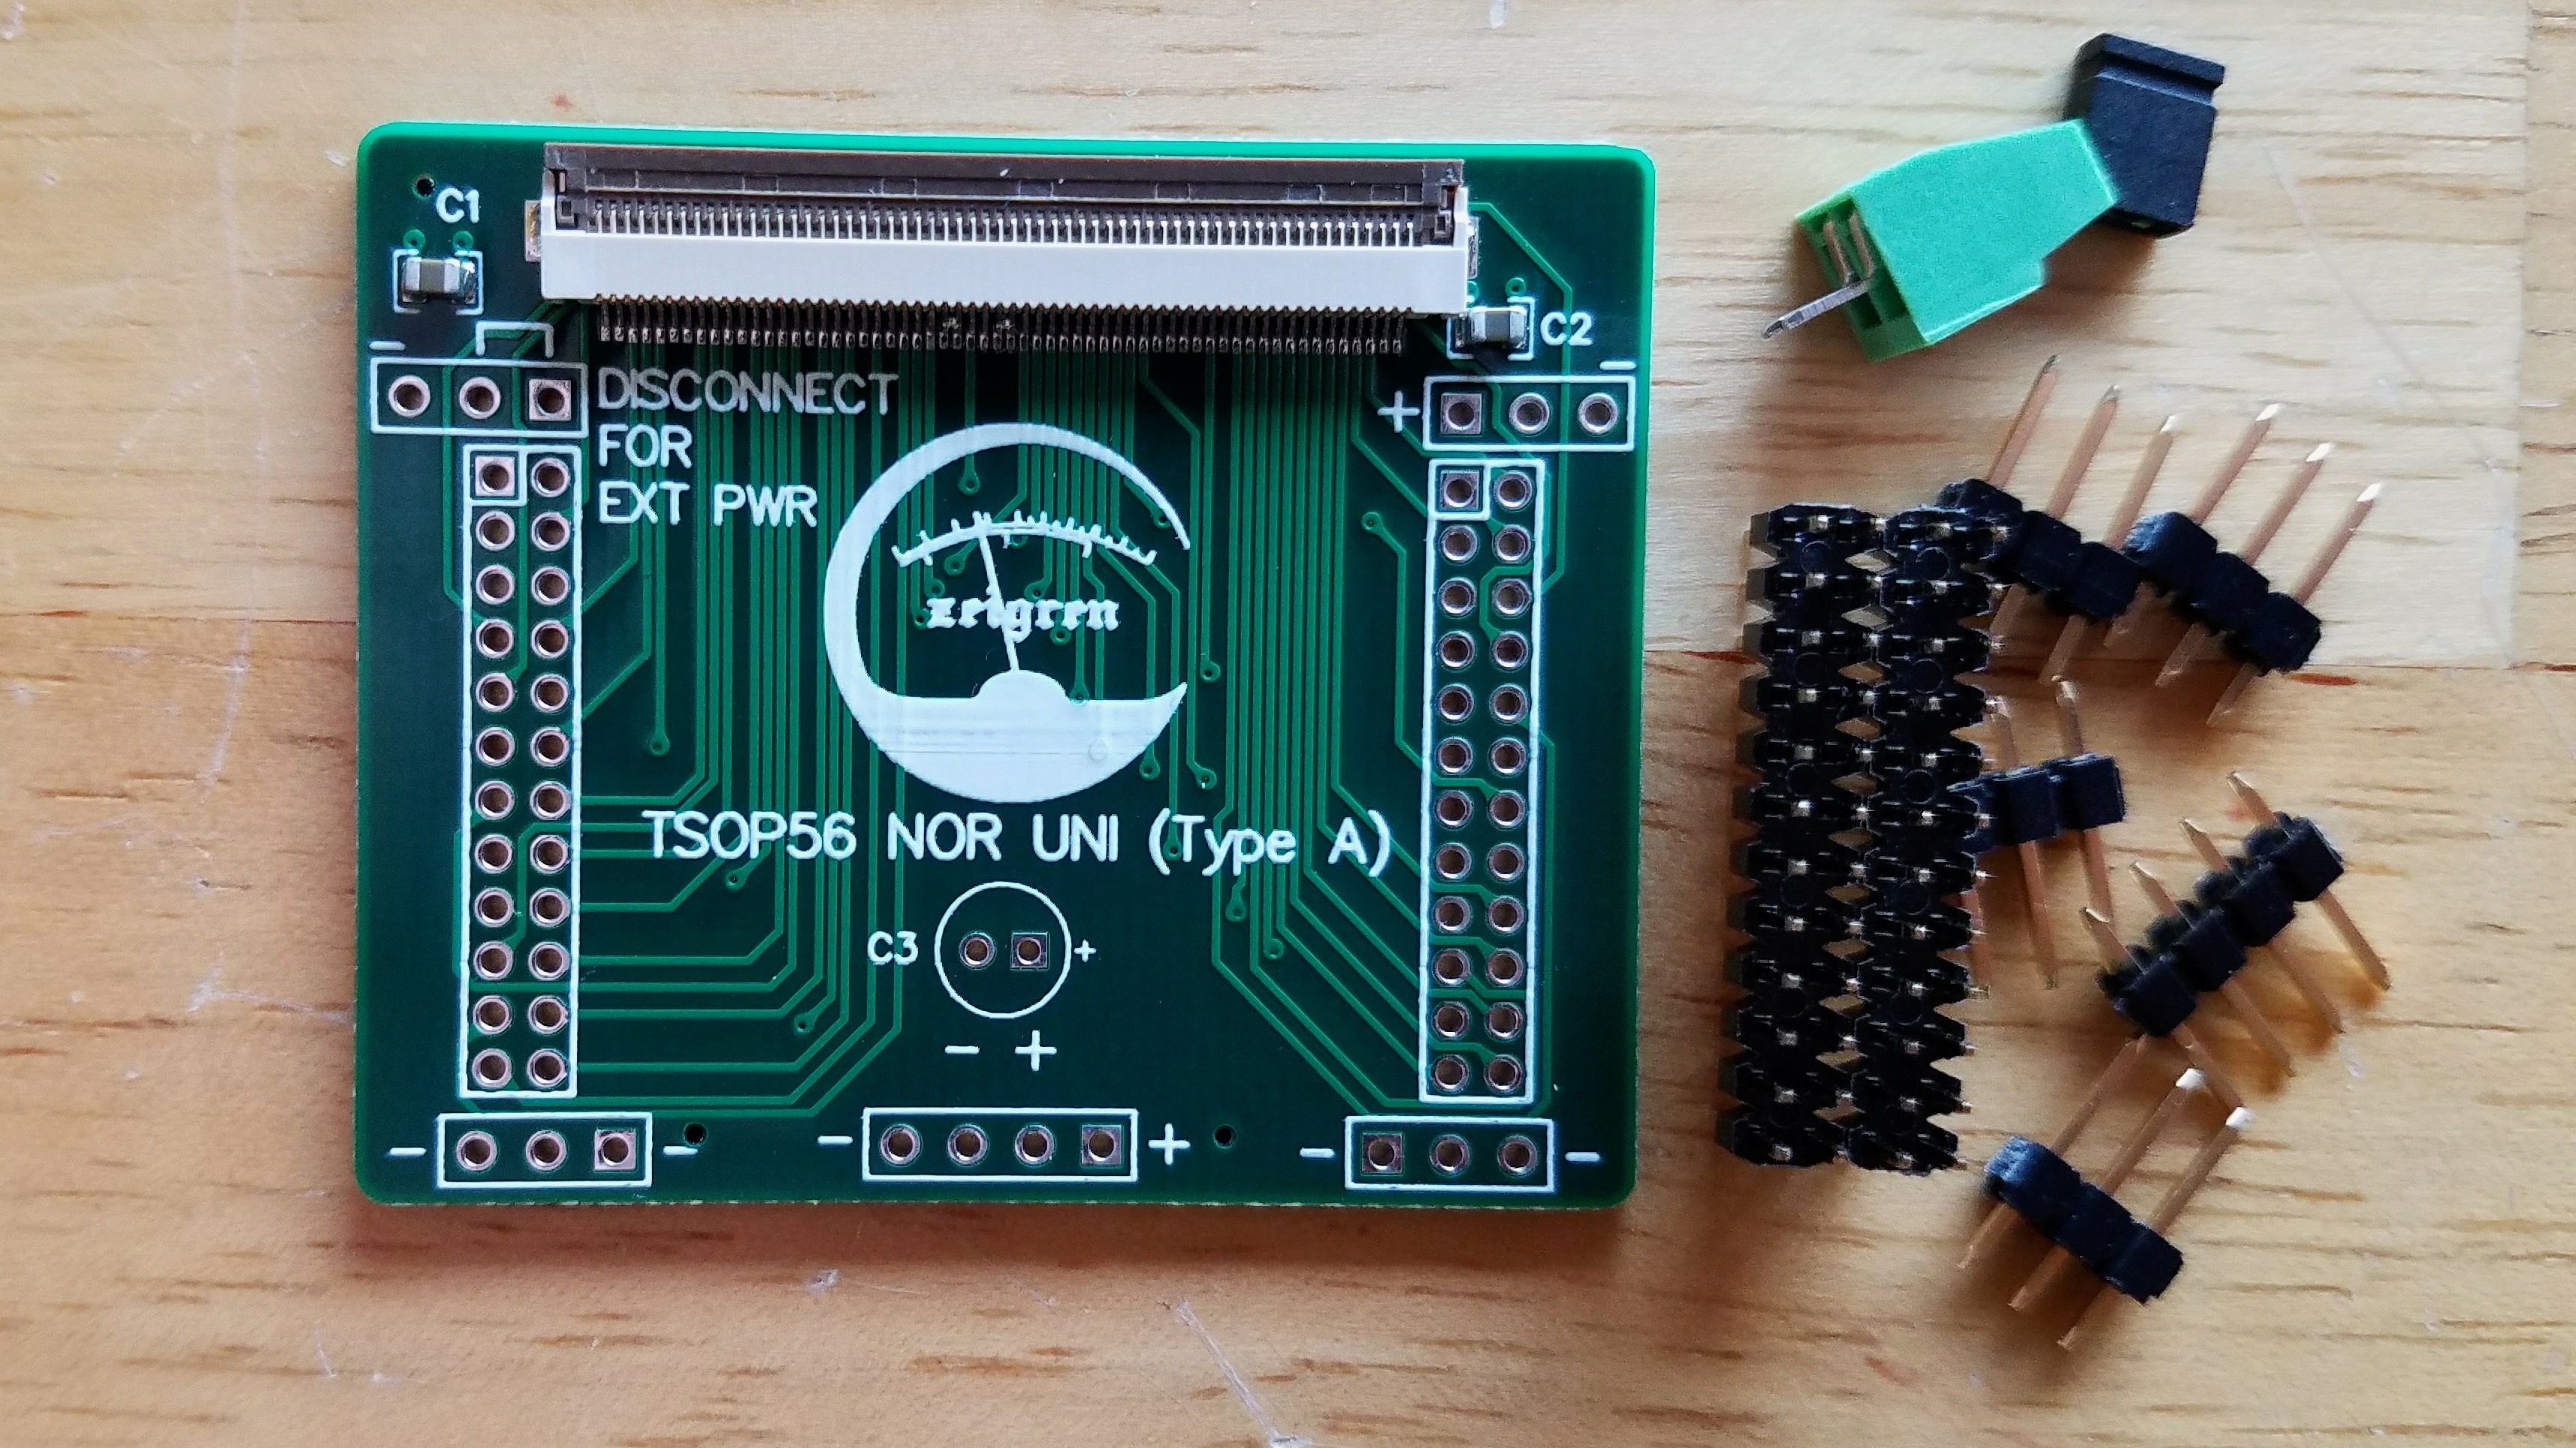 C1
C2
-
-
+
DISCONNECT
FOR
EXT PWR
zeigren
TSOP56 NOR UNI (Type A)
C3
+
- +
- -
- +
- -